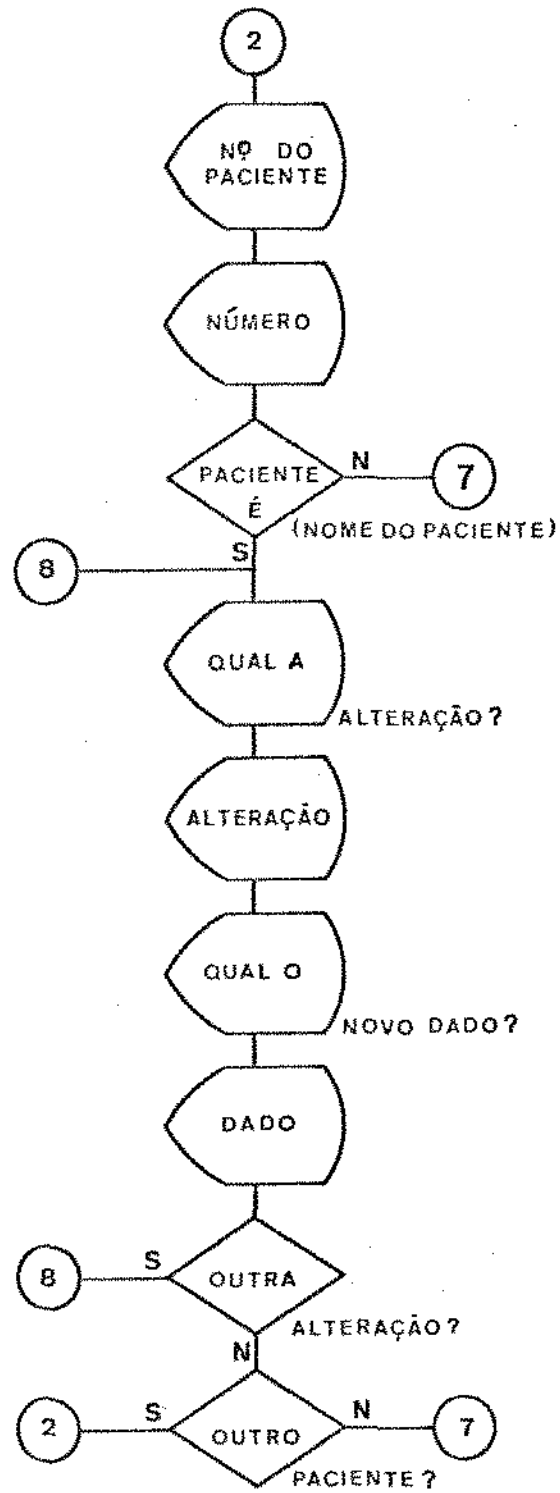 2
Nº DO
PACIENTE
NÚMERO
PACIENTE
É
N
7
(NOME DO PACIENTE)
S
8
QUAL A
ALTERAÇÃO?
ALTERAÇÃO
QUAL O
NOVO DADO?
DADO
8
S
OUTRA
ALTERAÇÃO?
N
2
S
OUTRO
N
7
PACIENTE?